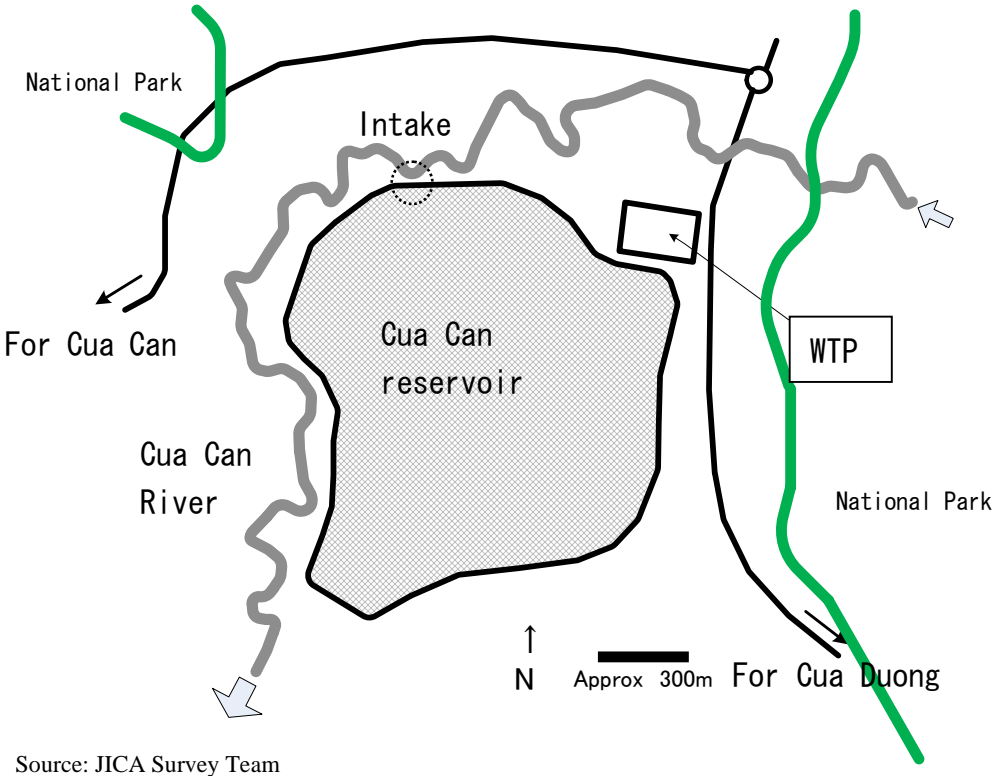 National Park
Intake
For Cua Can
Cua Can
reservoir
WTP
Cua Can
River
National Park
↑
N
Approx 300m
For Cua Duong
Source: JICA Survey Team